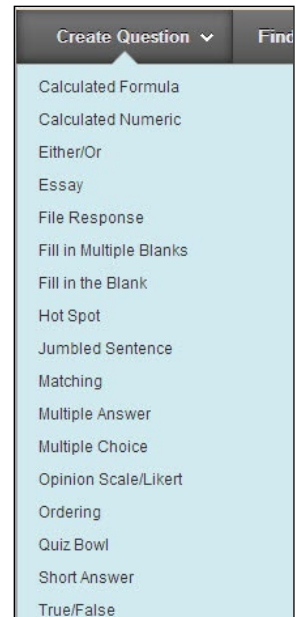 Create Question Find
Calculated Formula
Calculated Numeric
Either/Or
Essay
File Response
Fill in Multiple Blanks
Fill in the Blank
Hot Spot
Jumbled Sentence
Matching
Multiple Answer
Multiple Choice
Opinion Scale/Likert
Ordering
Quiz Bowl
Short Answer
True/False